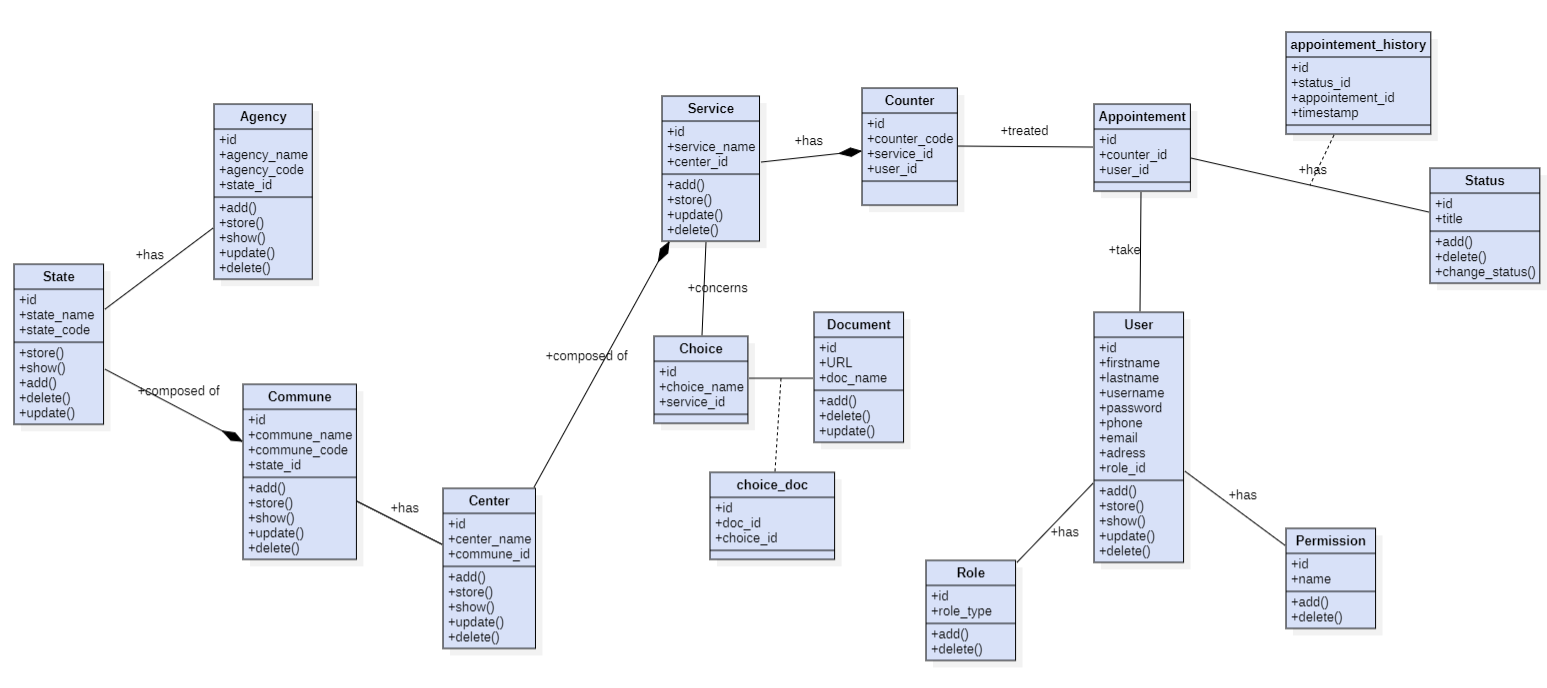 Agency
+id
+agency_name
+agency_code
+state_id
+add()
+store()
+show()
+update()
+delete()
+has
State
+id
+state_name
+state_code
+store()
+show()
+add()
+delete()
+update()
+composed of
Commune
+id
+commune_name
+commune_code
+state_id
+add()
+store()
+show()
+update()
+delete()
+has
Center
+id
+center_name
+commune_id
+add()
+store()
+show()
+update()
+delete()
+composed of
Service
+id
+service_name
+center_id
+add()
+store()
+update()
+delete()
+has
Counter
+id
+counter_code
+service_id
+user_id
+concerns
Choice
+id
+choice_name
+service_id
Document
+id
+URL
+doc_name
+add()
+delete()
+update()
choice_doc
+id
+doc_id
+choice_id
+treated
Appointement
+id
+counter_id
+user_id
appointement_history
+id
+status_id
+appointement_id
+timestamp
+has
Status
+id
+title
+add()
+delete()
+change_status()
+take
User
+id
+firstname
+lastname
+username
+password
+phone
+email
+adress
+role_id
+add()
+store()
+show()
+update()
+delete()
+has
Role
+id
+role_type
+add()
+delete()
+has
Permission
+id
+name
+add()
+delete()